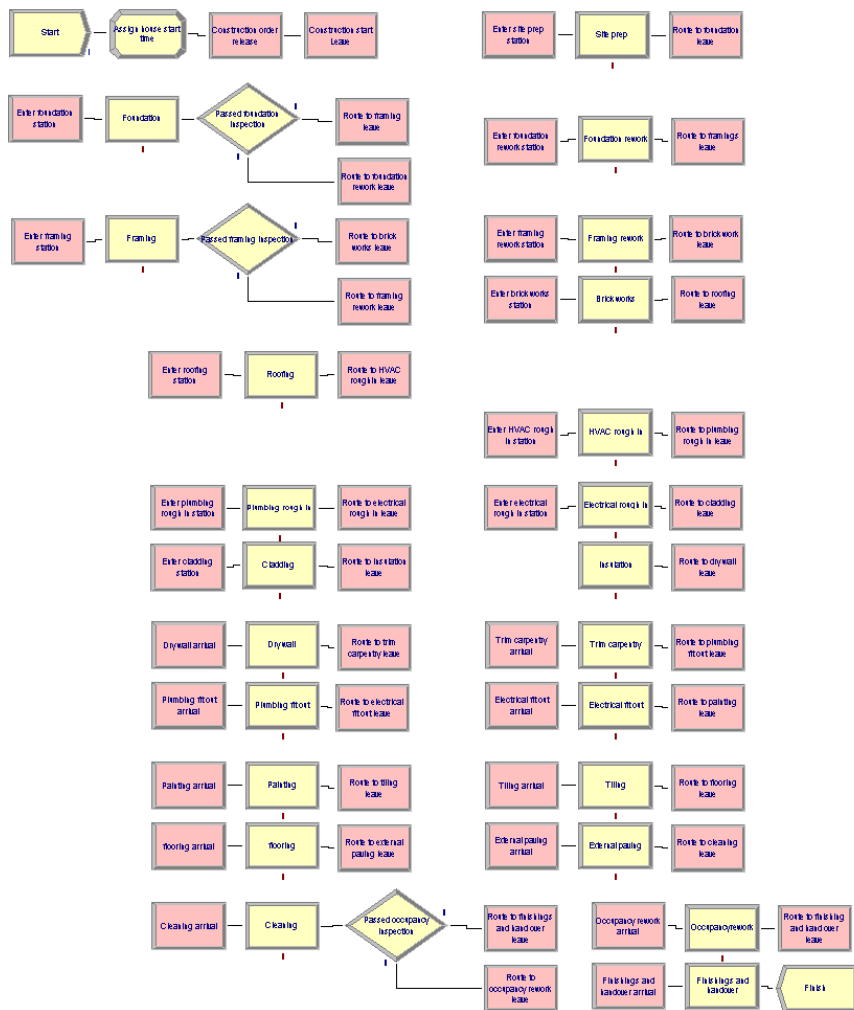 Start
Assign house start
time
Construction order
release
Construction start
Leave
Enter site prep
station
Site prep
Route to foundation
leave
Enter foundation
station
Foundation
Passed foundation
inspection
Route to framing
leave
Route to foundation
rework leave
Enter foundation
rework station
Foundation rework
Route to framings
leave
Enter framing
station
Framing
Passed framing inspection
Route to brick
works leave
Route to framing
rework leave
Enter framing
rework station
Framing rework
Route to brick work
leave
Enter brick works
station
Brick works
Route to roofing
leave
Enter roofing
station
Roofing
Route to HVAC
rough in leave
Enter HVAC rough
in station
HVAC rough in
Route to plumbing
rough in leave
Enter plumbing
rough in station
Plumbing rough in
Route to electrical
rough in leave
Enter electrical
rough in station
Electrical rough in
Route to cladding
leave
Enter cladding
station
Cladding
Route to insulation
leave
Insulation
Route to drywall
leave
Drywall arrival
Drywall
Route to trim
carpentry leave
Trim carpentry
arrival
Trim carpentry
Route to plumbing
fitout leave
Plumbing fitout
arrival
Plumbing fitout
Route to electrical
fitout leave
Electrical fitout
arrival
Electrical fitout
Route to painting
leave
Painting arrival
Painting
Route to tiling
leave
Tiling arrival
Tiling
Route to flooring
leave
flooring arrival
flooring
Route to external
paving leave
External paving
arrival
External paving
Route to cleaning
leave
Cleaning arrival
Cleaning
Passed occupancy
inspection
Route to finishings
and handover
leave
Route to
occupancy rework
leave
Occupancy rework
arrival
Occupancy rework
Route to finishing
and handover
leave
Finishings and
handover arrival
Finishings and
handover
Finish